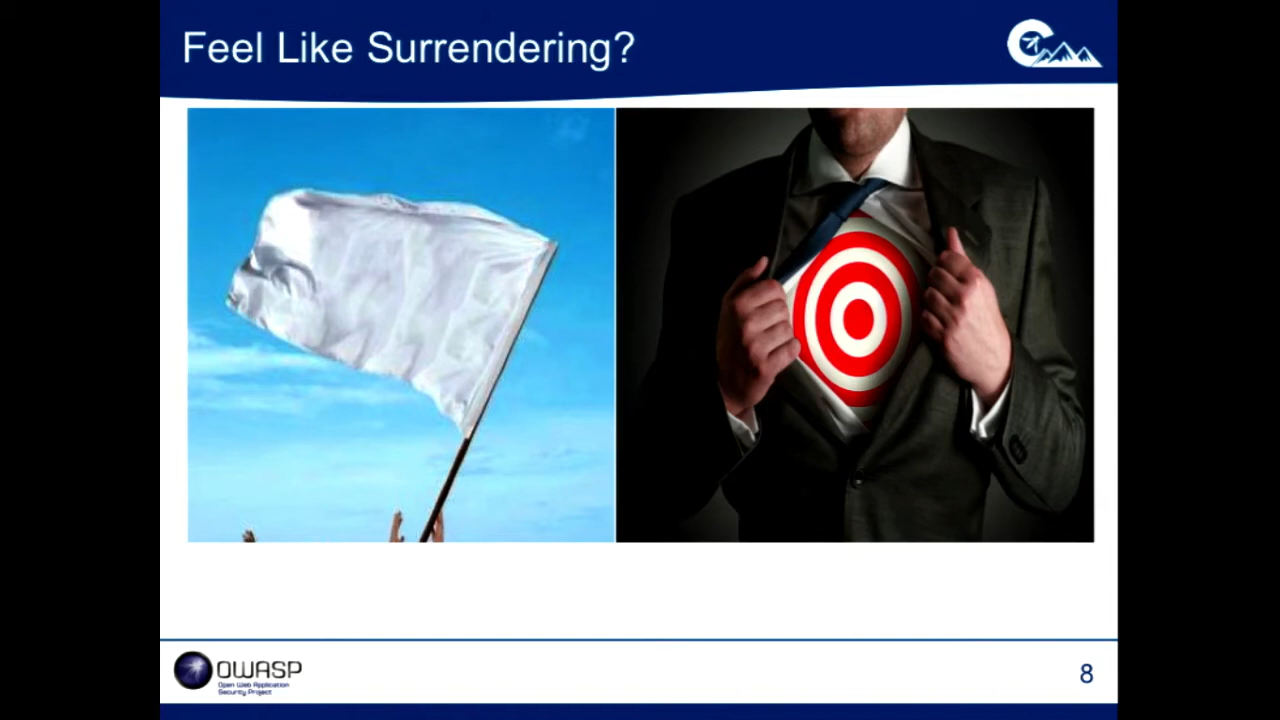 Feel Like Surrendering?
OWASP
Open Web Application
Security Project
8